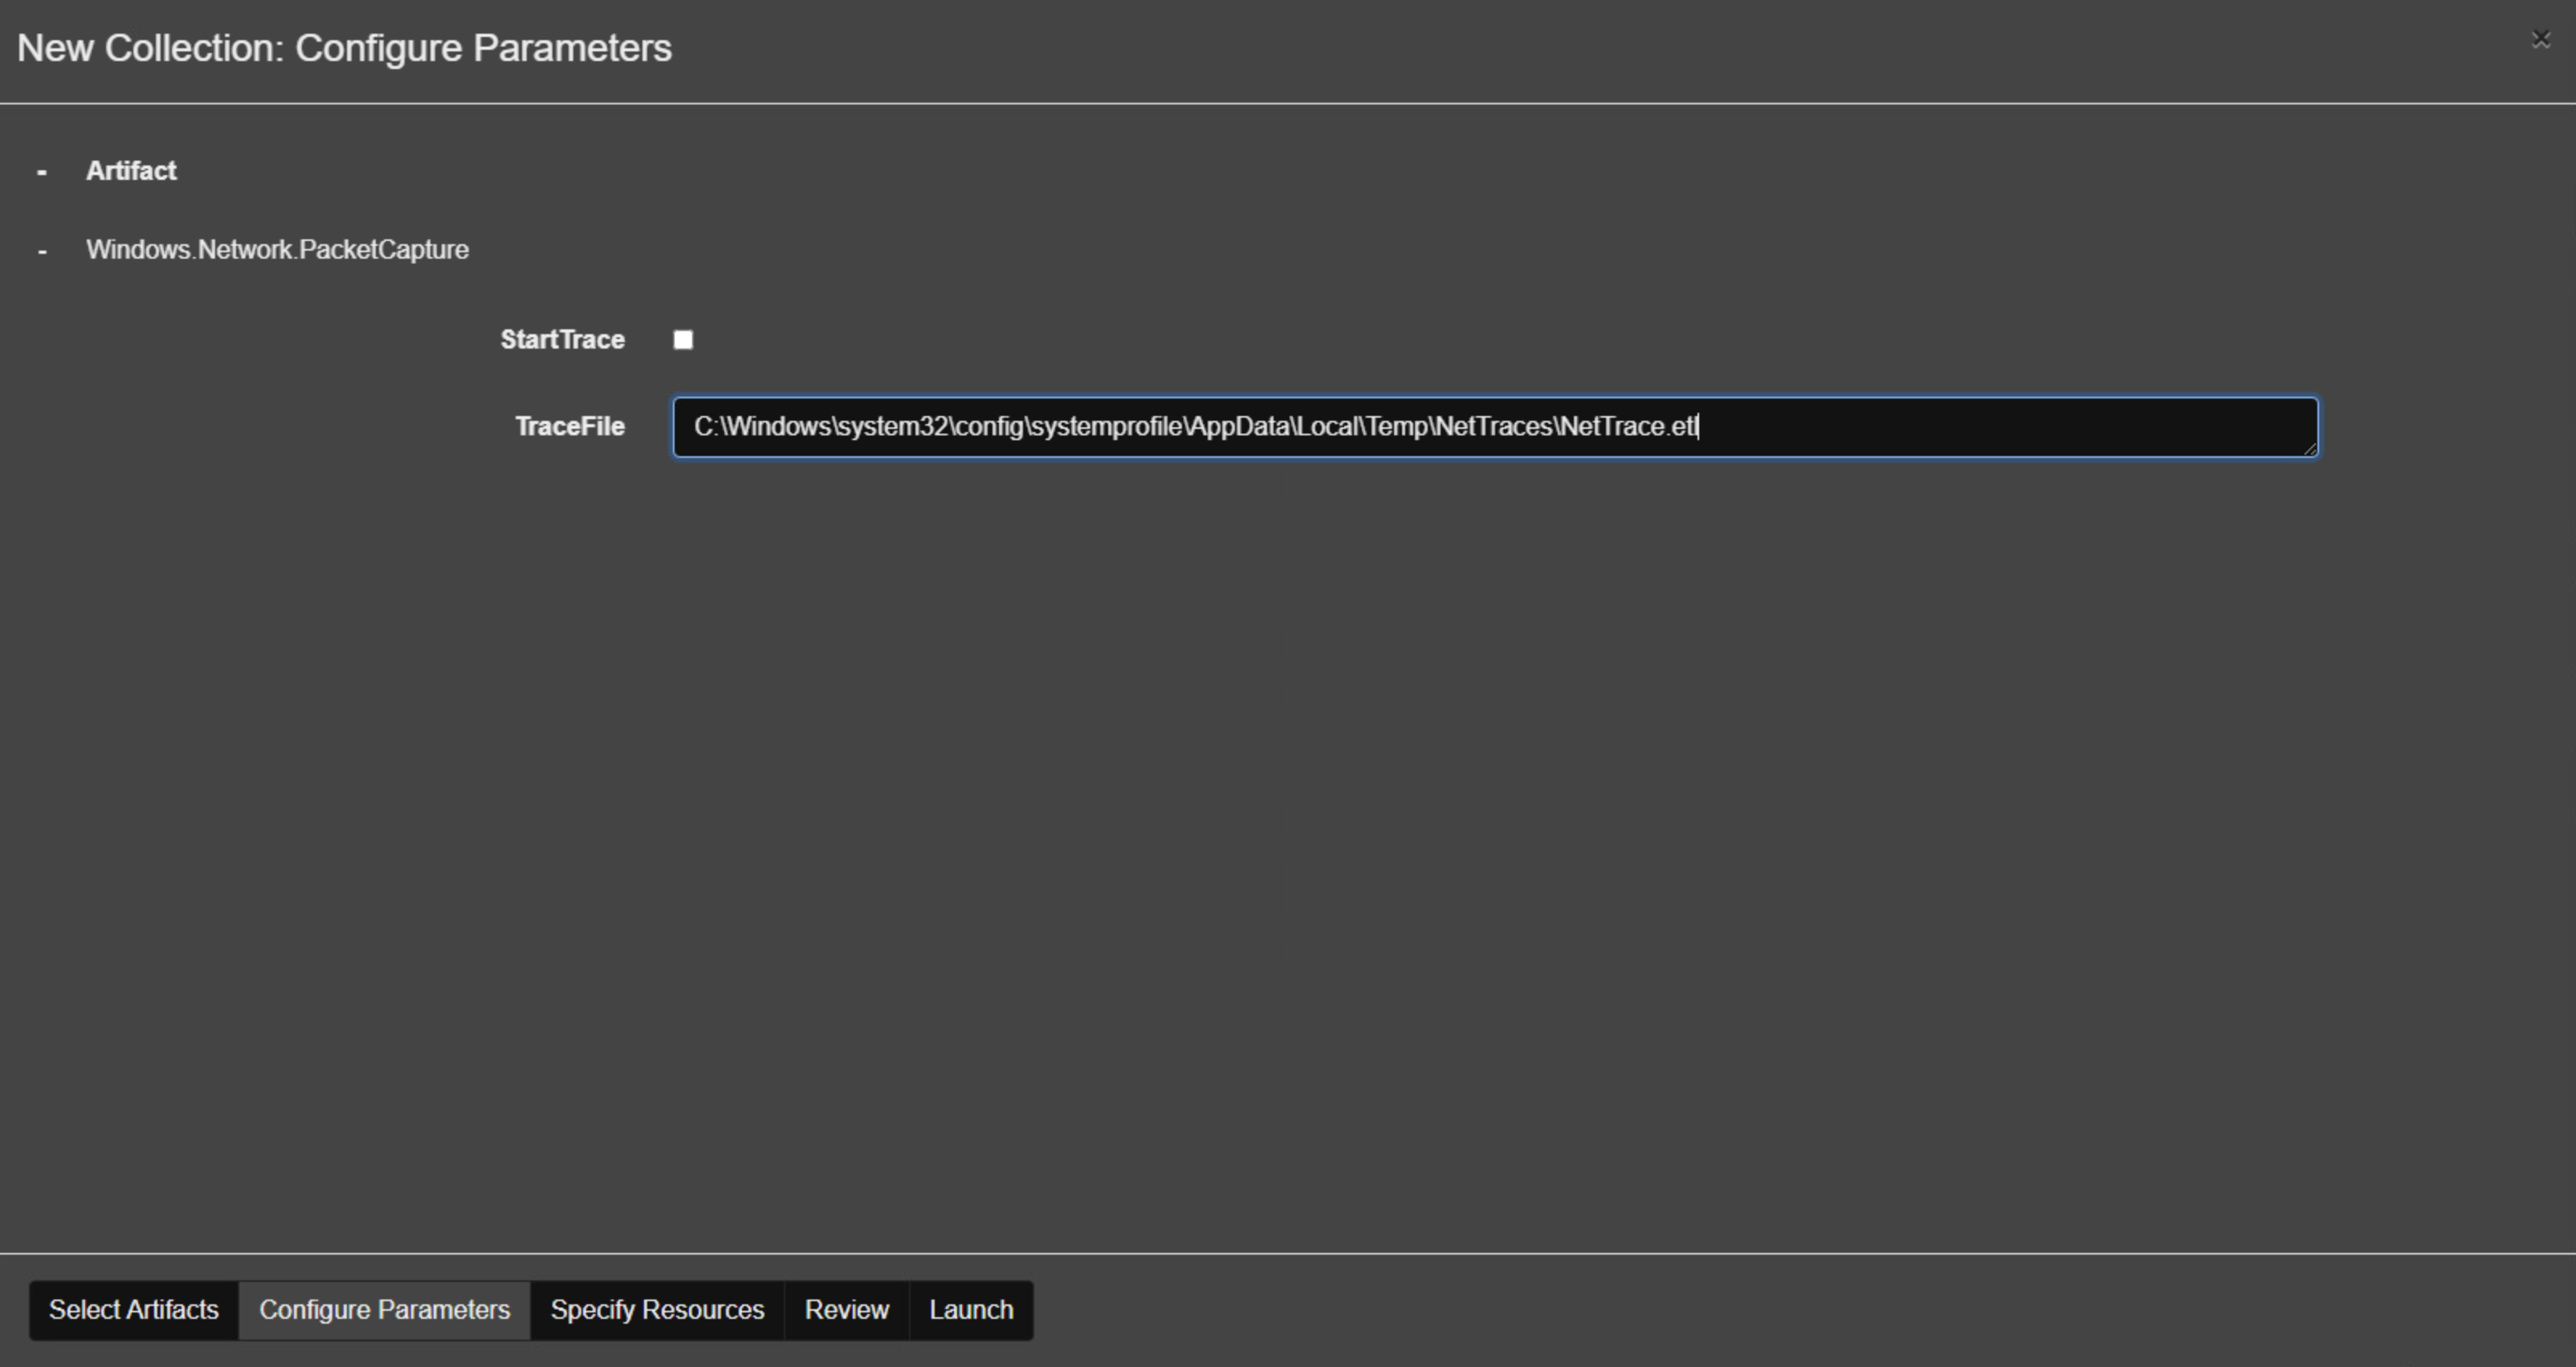 New Collection: Configure Parameters
×
- Artifact
- Windows.Network.PacketCapture
StartTrace
TraceFile C:\Windows\system32\config\systemprofile\AppData\Local\Temp\NetTraces\NetTrace.etl
Select Artifacts Configure Parameters Specify Resources Review Launch